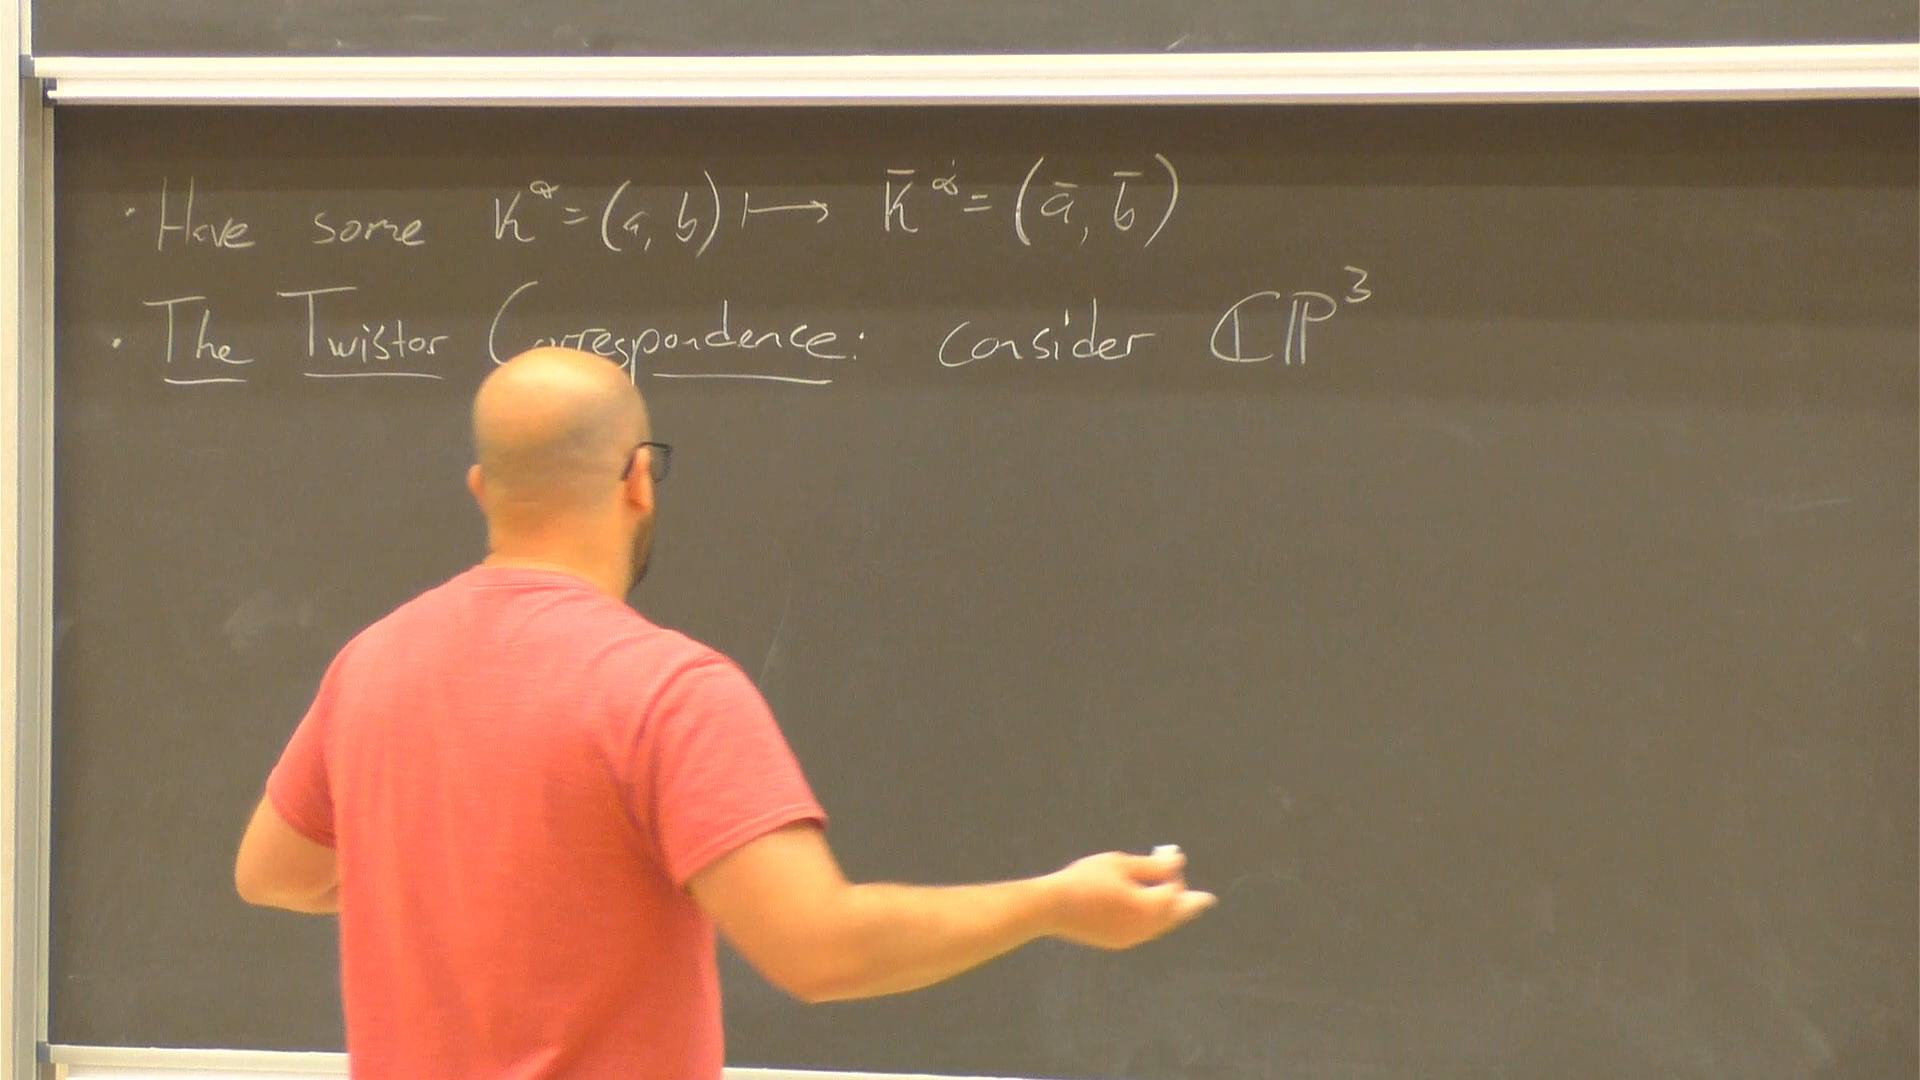 · Have some κ^α = (a, b) ⟼ κ̄^α̇ = (ā, b̄)
· The Twistor Correspondence: consider ℂℙ³